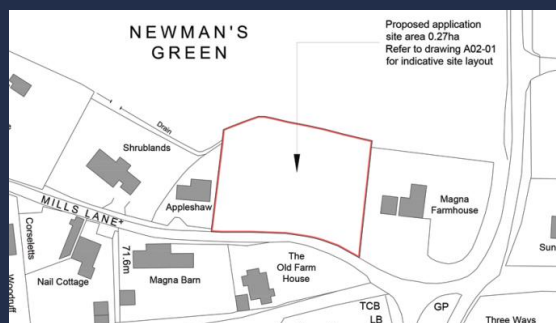 NEWMAN'S
GREEN
Proposed application
site area 0.27ha
Refer to drawing A02-01
for indicative site layout
Drain
Shrublands
Appleshaw
Magna
Farmhouse
MILLS LANE
Corseletts
71.6m
The
Old Farm
House
Nail Cottage
Magna Barn
TCB
LB
GP
Three Ways